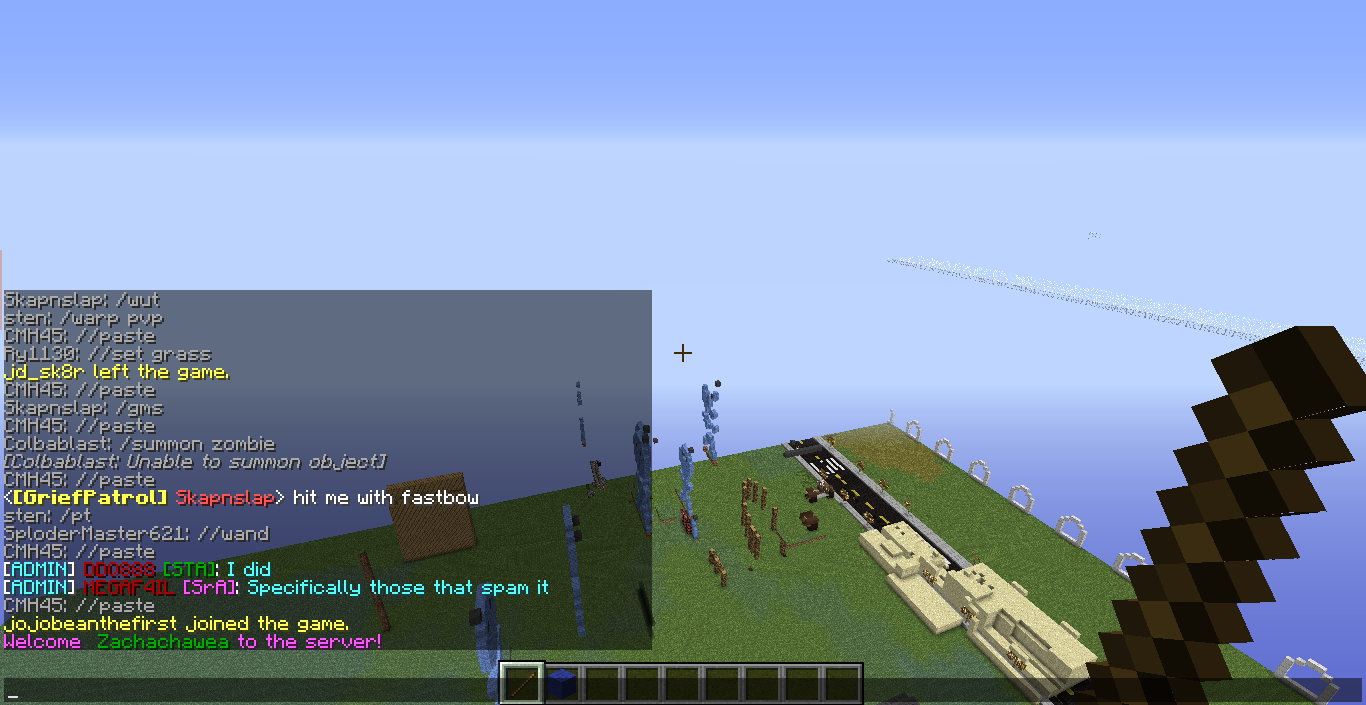 Skapnslap: /wut
sten: /warp pvp
CMH45: //paste
Ry1130: //set grass
jd_sk8r left the game.
CMH45: //paste
Skapnslap: /gms
CMH45: //paste
Colbablast: /summon zombie
[Colbablast: Unable to summon object]
CMH45: //paste
<[GriefPatrol] Skapnslap> hit me with fastbow
sten: /pt
SploderMaster621: //wand
CMH45: //paste
[ADMIN] DDO888 [STA]: I did
[ADMIN] MEGAF4IL [SrA]: Specifically those that spam it
CMH45: //paste
jojobeanthefirst joined the game.
Welcome Zachachawea to the server!
_